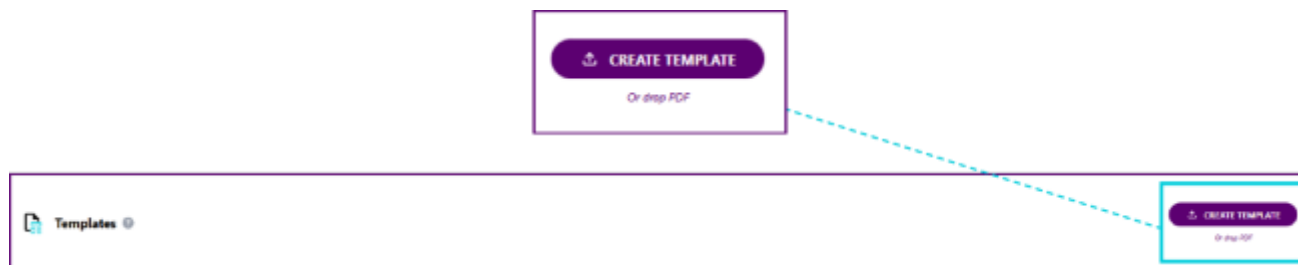 CREATE TEMPLATE
Or drop PDF
Templates
CREATE TEMPLATE
Or drop PDF